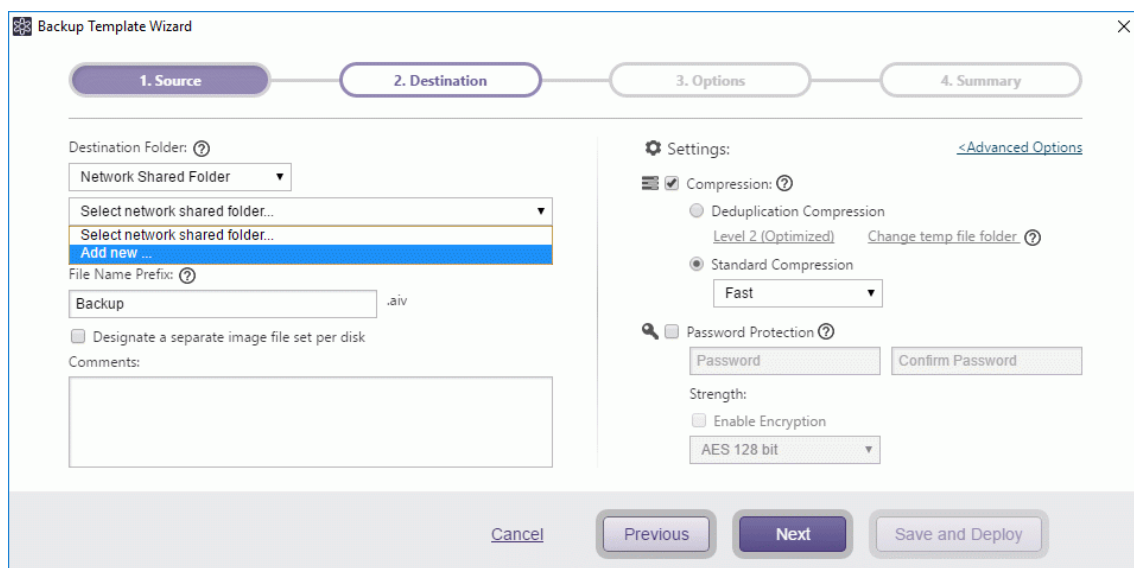 Backup Template Wizard
1. Source
2. Destination
3. Options
4. Summary
Destination Folder:
Network Shared Folder
Select network shared folder...
Select network shared folder...
Add new ...
File Name Prefix:
Backup
.aiv
Designate a separate image file set per disk
Comments:
Settings:
<Advanced Options
Compression:
Deduplication Compression
Level 2 (Optimized)
Change temp file folder
Standard Compression
Fast
Password Protection
Password
Confirm Password
Strength:
Enable Encryption
AES 128 bit
Cancel
Previous
Next
Save and Deploy